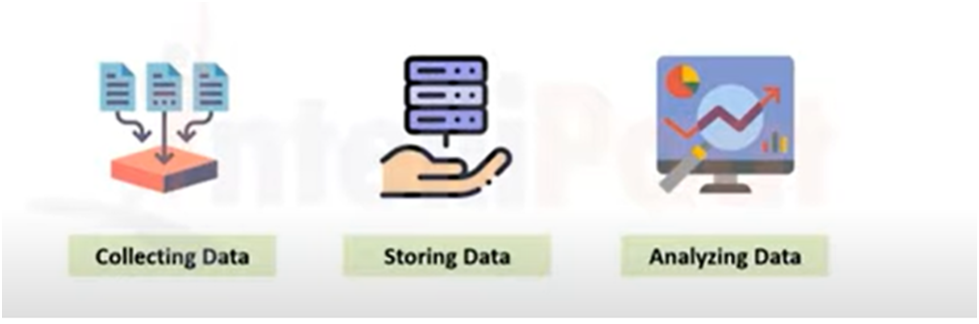 Collecting Data
Storing Data
Analyzing Data